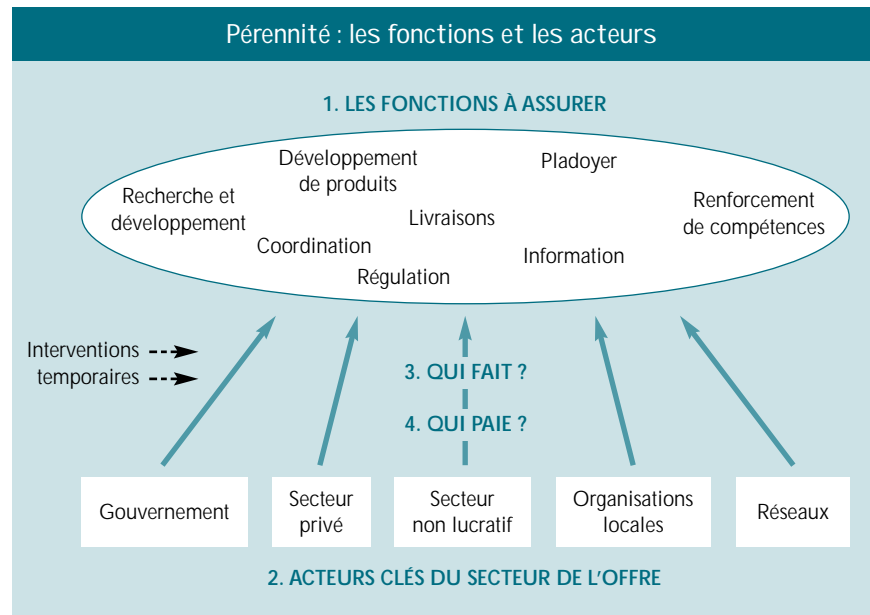 Pérennité : les fonctions et les acteurs
1. LES FONCTIONS À ASSURER
Développement
de produits
Pladoyer
Recherche et
développement
Renforcement
de compétences
Livraisons
Coordination
Information
Régulation
Interventions
temporaires
3. QUI FAIT ?
4. QUI PAIE ?
Gouvernement
Secteur
privé
Secteur
non lucratif
Organisations
locales
Réseaux
2. ACTEURS CLÉS DU SECTEUR DE L'OFFRE